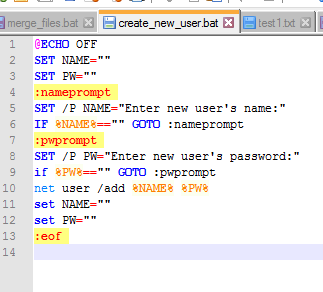 merge_files.bat create_new_user.bat test1.txt
1 @ECHO OFF
2 SET NAME=""
3 SET PW=""
4 :nameprompt
5 SET /P NAME="Enter new user's name:"
6 IF %NAME%=="" GOTO :nameprompt
7 :pwprompt
8 SET /P PW="Enter new user's password:"
9 if %PW%=="" GOTO :pwprompt
10 net user /add %NAME% %PW%
11 set NAME=""
12 set PW=""
13 :eof
14